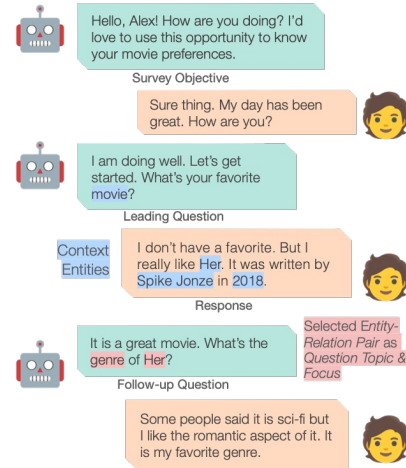 Hello, Alex! How are you doing? I'd
love to use this opportunity to know
your movie preferences.
Survey Objective
Sure thing. My day has been
great. How are you?
I am doing well. Let's get
started. What's your favorite
movie?
Leading Question
Context
Entities
I don't have a favorite. But I
really like Her. It was written by
Spike Jonze in 2018.
Response
It is a great movie. What's the
genre of Her?
Selected Entity-
Relation Pair as
Question Topic &
Focus
Follow-up Question
Some people said it is sci-fi but
I like the romantic aspect of it. It
is my favorite genre.